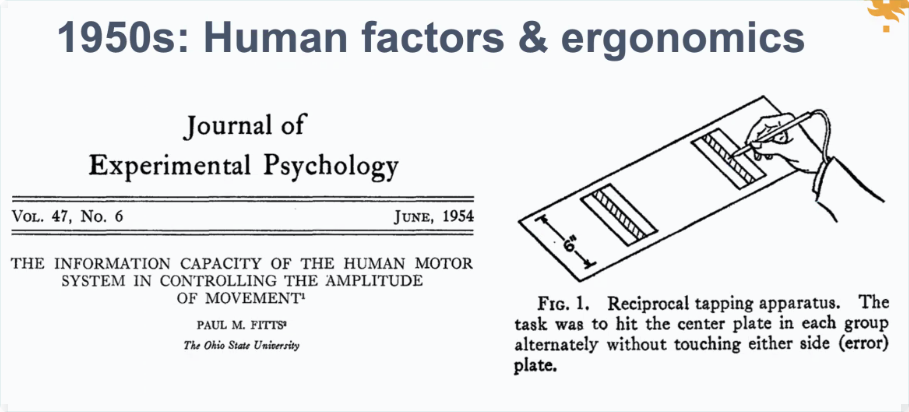 1950s: Human factors & ergonomics
Journal of
Experimental Psychology
Vol. 47, No. 6 June, 1954
THE INFORMATION CAPACITY OF THE HUMAN MOTOR
SYSTEM IN CONTROLLING THE AMPLITUDE
OF MOVEMENT¹
PAUL M. FITTS²
The Ohio State University
6"
Fig. 1. Reciprocal tapping apparatus. The
task was to hit the center plate in each group
alternately without touching either side (error)
plate.